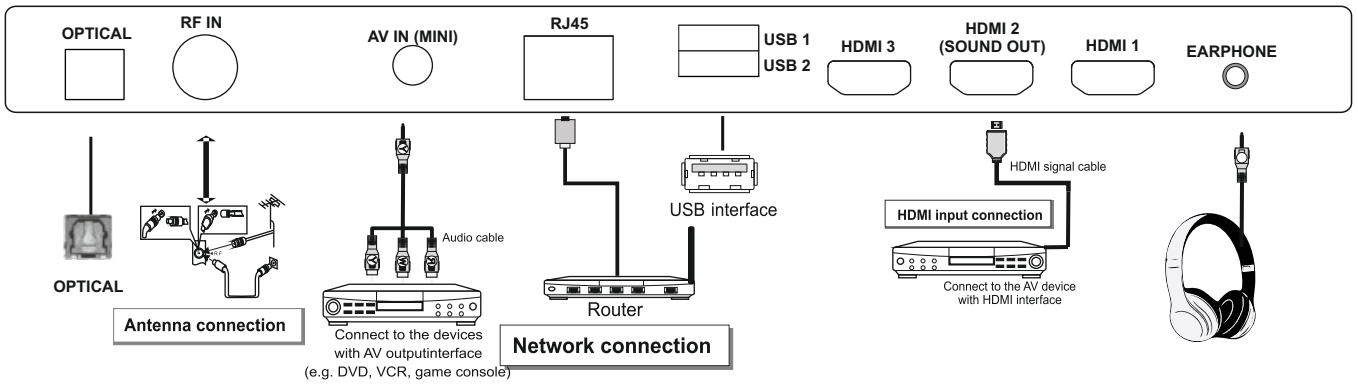 OPTICAL
RF IN
AV IN (MINI)
RJ45
USB 1
USB 2
HDMI 3
HDMI 2
(SOUND OUT)
HDMI 1
EARPHONE
OPTICAL
Antenna connection
Audio cable
Connect to the devices
with AV outputinterface
(e.g. DVD, VCR, game console)
Router
Network connection
USB interface
HDMI signal cable
HDMI input connection
Connect to the AV device
with HDMI interface